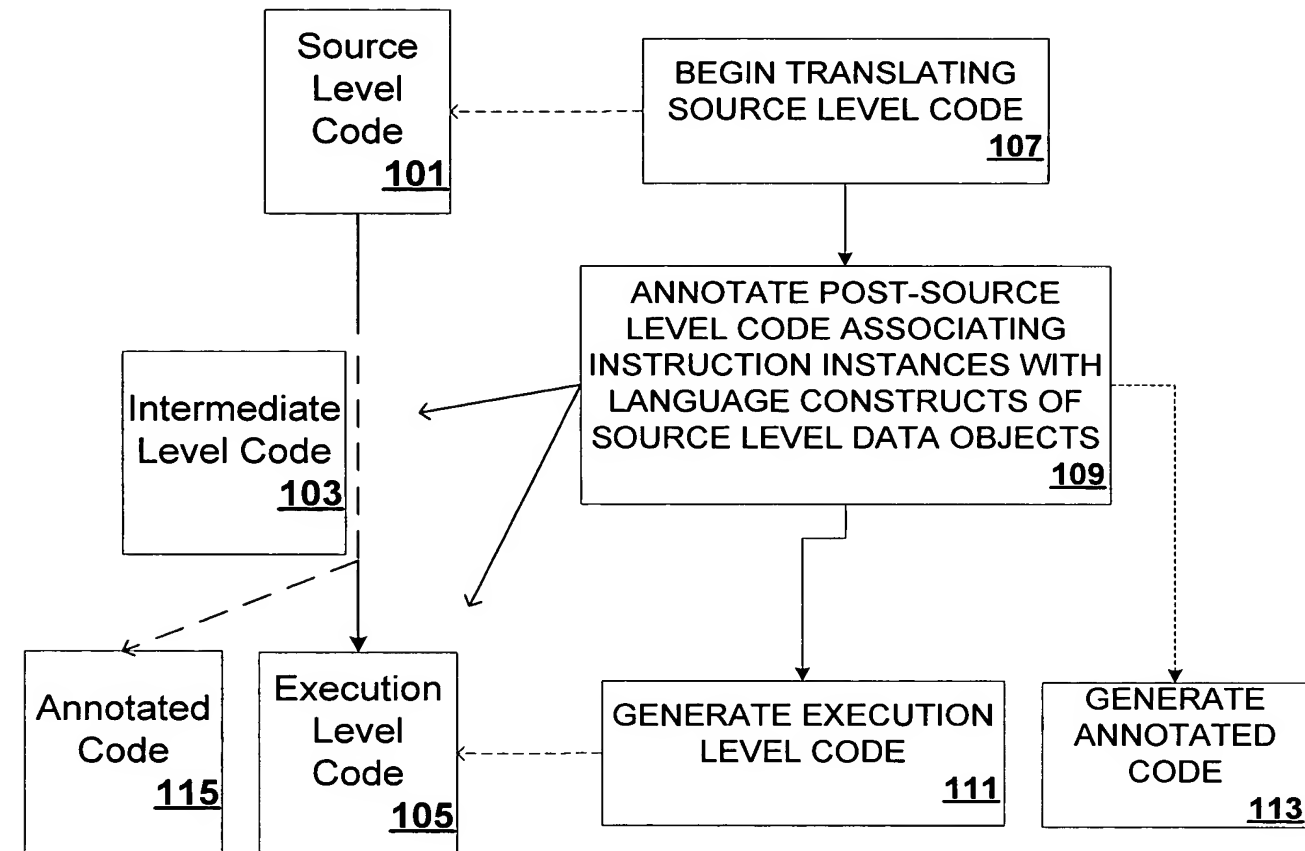 Source
Level
Code
101
BEGIN TRANSLATING
SOURCE LEVEL CODE
107
ANNOTATE POST-SOURCE
LEVEL CODE ASSOCIATING
INSTRUCTION INSTANCES WITH
LANGUAGE CONSTRUCTS OF
SOURCE LEVEL DATA OBJECTS
109
Intermediate
Level Code
103
Annotated
Code
115
Execution
Level
Code
105
GENERATE EXECUTION
LEVEL CODE
111
GENERATE
ANNOTATED
CODE
113